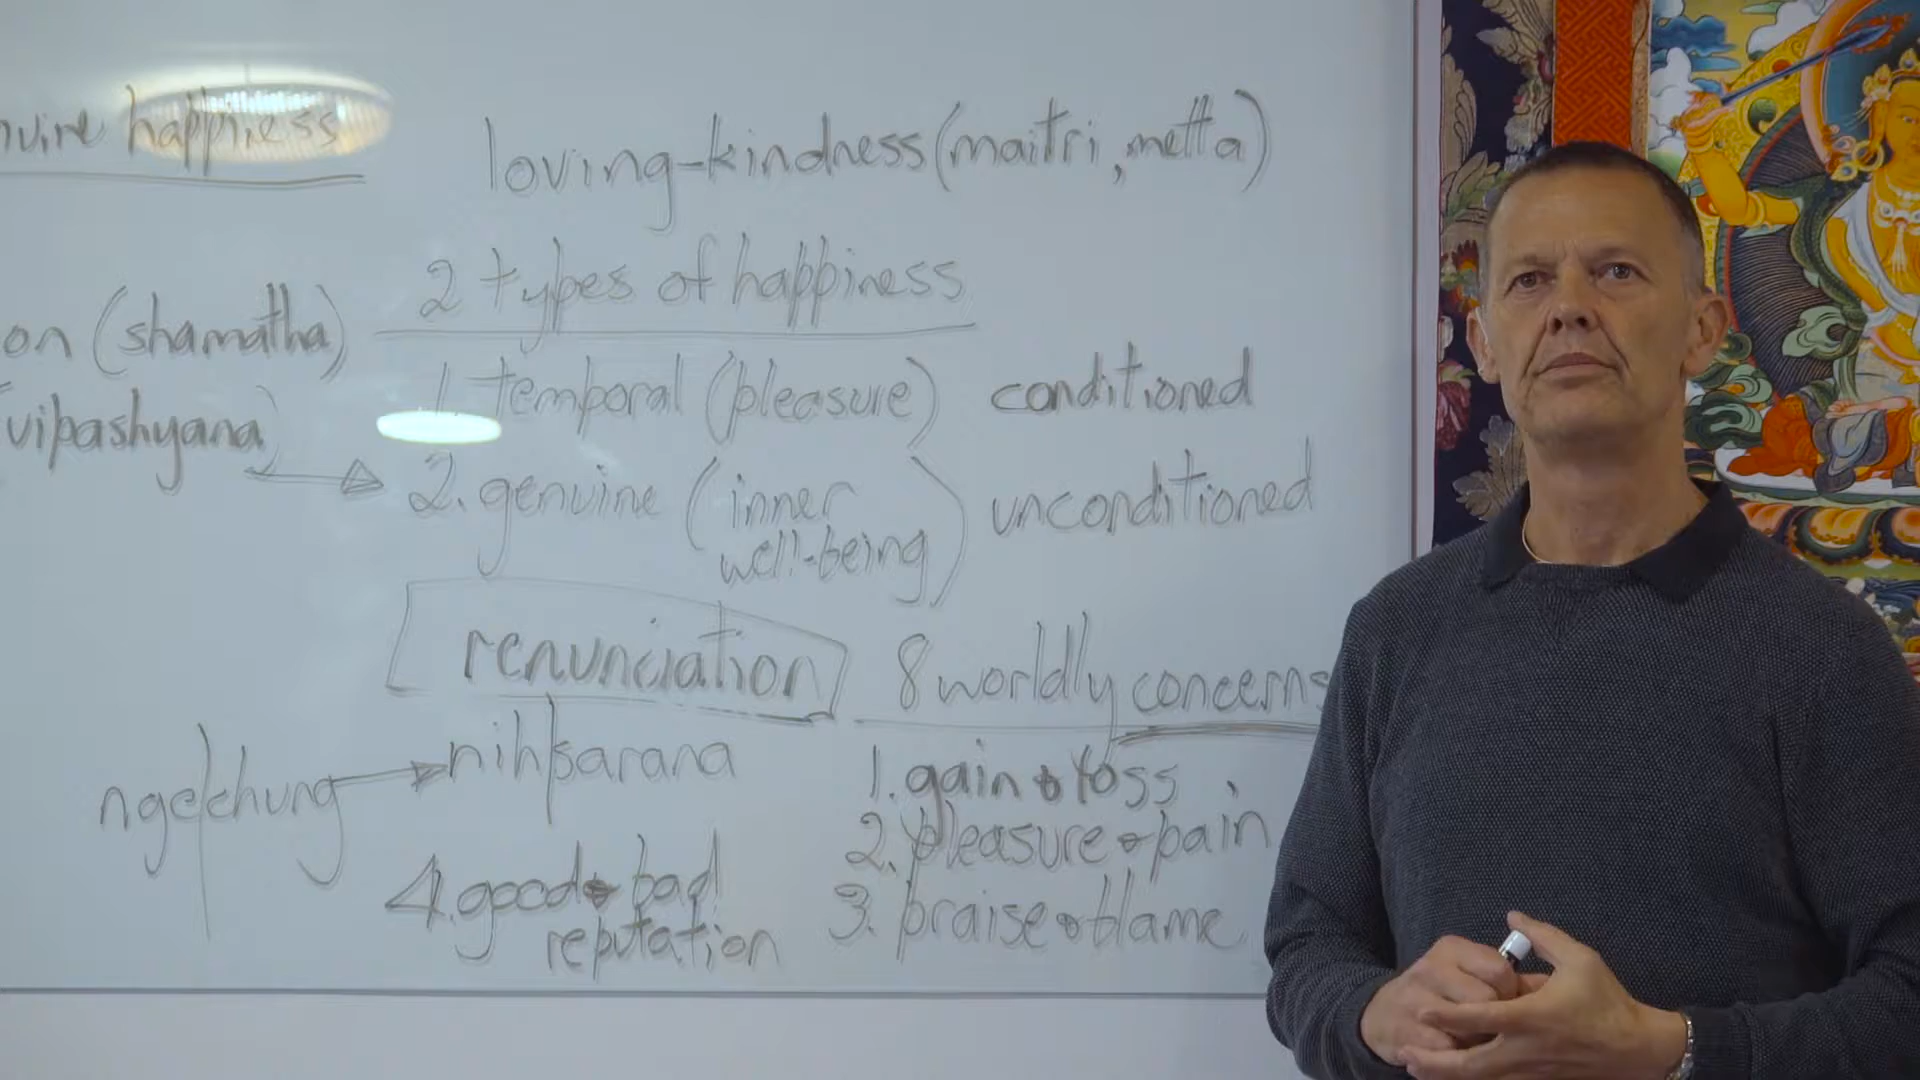 happiness
loving-kindness (maitri, metta)
2 types of happiness
on (shamatha)
1. temporal (pleasure) conditioned
vipashyana)
2. genuine (inner well-being) unconditioned
renunciation
8 worldly concerns
ngechung
nihsarana
1. gain & loss
2. pleasure & pain
3. praise & blame
4. good & bad
reputation